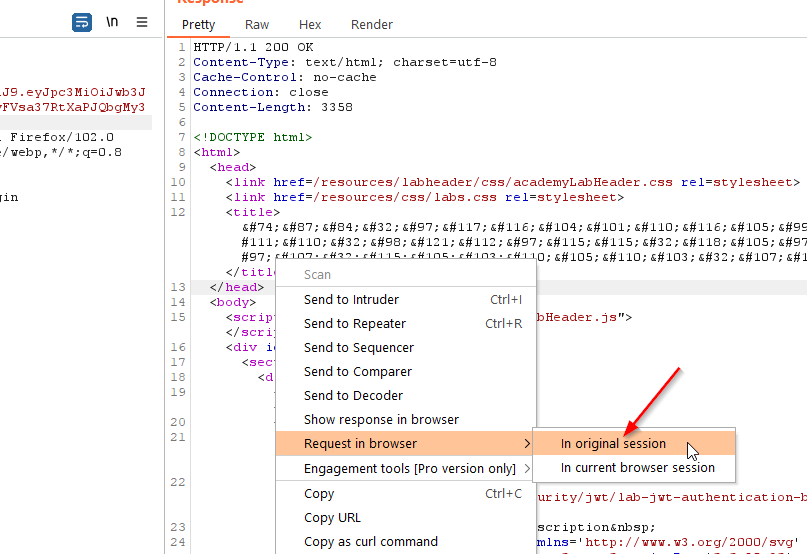 \n
J9.eyJpc3MiOiJwb3J
FVsa37RtXaPJQbgMy3
Firefox/102.0
/webp,*/*;q=0.8
gin
Response
Pretty Raw Hex Render
1 HTTP/1.1 200 OK
2 Content-Type: text/html; charset=utf-8
3 Cache-Control: no-cache
4 Connection: close
5 Content-Length: 3358
6
7 <!DOCTYPE html>
8 <html>
9 <head>
10 <link href=/resources/labheader/css/academyLabHeader.css rel=stylesheet>
11 <link href=/resources/css/labs.css rel=stylesheet>
12 <title>
&#74;&#87;&#84;&#32;&#97;&#117;&#116;&#104;&#101;&#110;&#116;&#105;&#99
&#111;&#110;&#32;&#98;&#121;&#112;&#97;&#115;&#115;&#32;&#118;&#105;&#97
&#97;&#107;&#32;&#115;&#105;&#103;&#110;&#105;&#110;&#103;&#32;&#107;&#1
</titl
13 </head>
14 <body>
15 <scrip bHeader.js">
</scri
16 <div i
17 <sec
18 <d
19
20
21
22
urity/jwt/lab-jwt-authentication-b
23 scription&nbsp;
24 mlns='http://www.w3.org/2000/svg'
Scan
Send to Intruder Ctrl+I
Send to Repeater Ctrl+R
Send to Sequencer
Send to Comparer
Send to Decoder
Show response in browser
Request in browser >
In original session
In current browser session
Engagement tools [Pro version only] >
Copy Ctrl+C
Copy URL
Copy as curl command